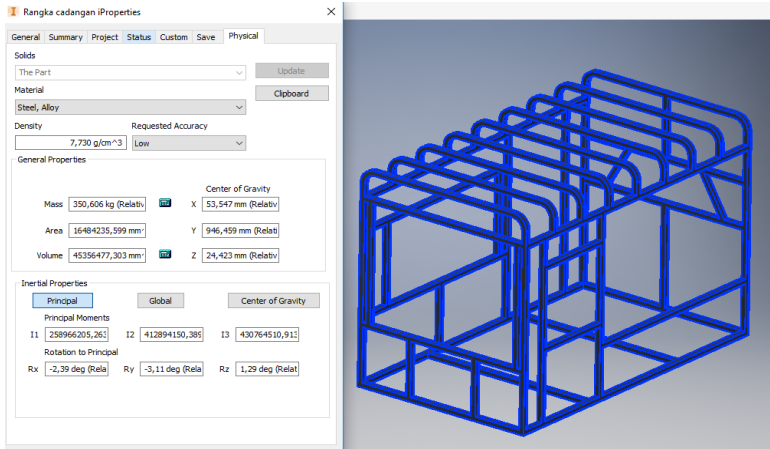 I Rangka cadangan iProperties
General Summary Project Status Custom Save Physical
Solids
The Part
Update
Material
Clipboard
Steel, Alloy
Density Requested Accuracy
7,730 g/cm^3 Low
General Properties
Center of Gravity
Mass 350,606 kg (Relativ X 53,547 mm (Relativ
Area 16484235,599 mm^ Y 946,459 mm (Relati
Volume 45356477,303 mm^ Z 24,423 mm (Relativ
Inertial Properties
Principal Global Center of Gravity
Principal Moments
I1 258966205,263 I2 412894150,389 I3 430764510,913
Rotation to Principal
Rx -2,39 deg (Rela Ry -3,11 deg (Rela Rz 1,29 deg (Relat